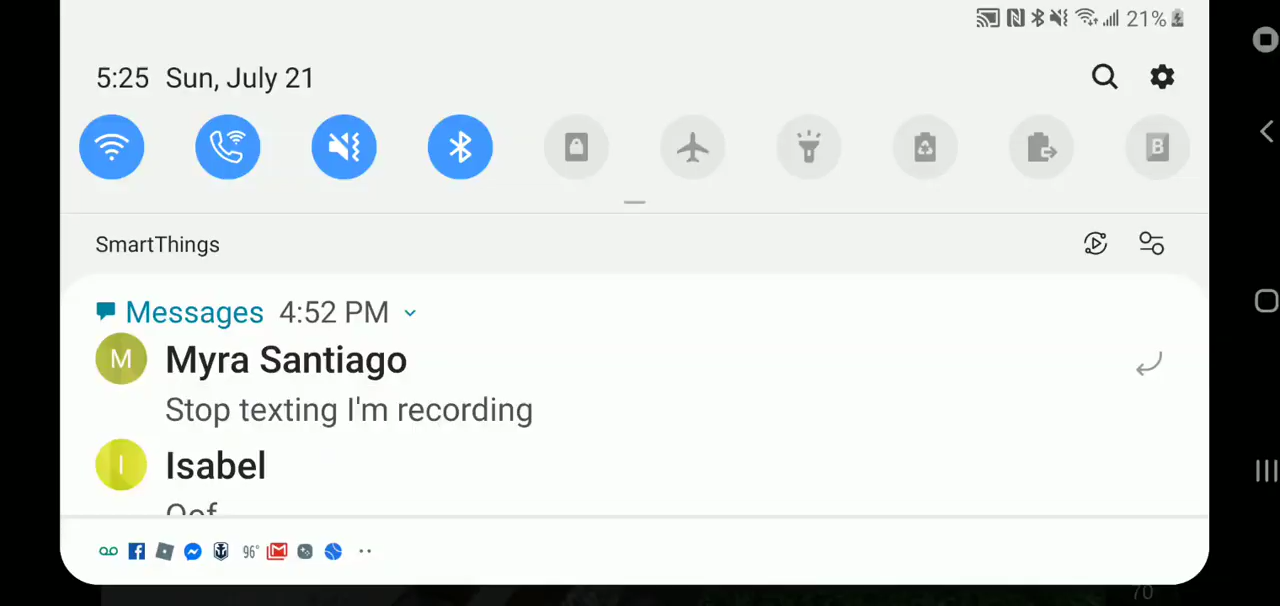 21%
5:25 Sun, July 21
B
SmartThings
Messages 4:52 PM
M Myra Santiago
Stop texting I'm recording
I Isabel
Oof
96°
70